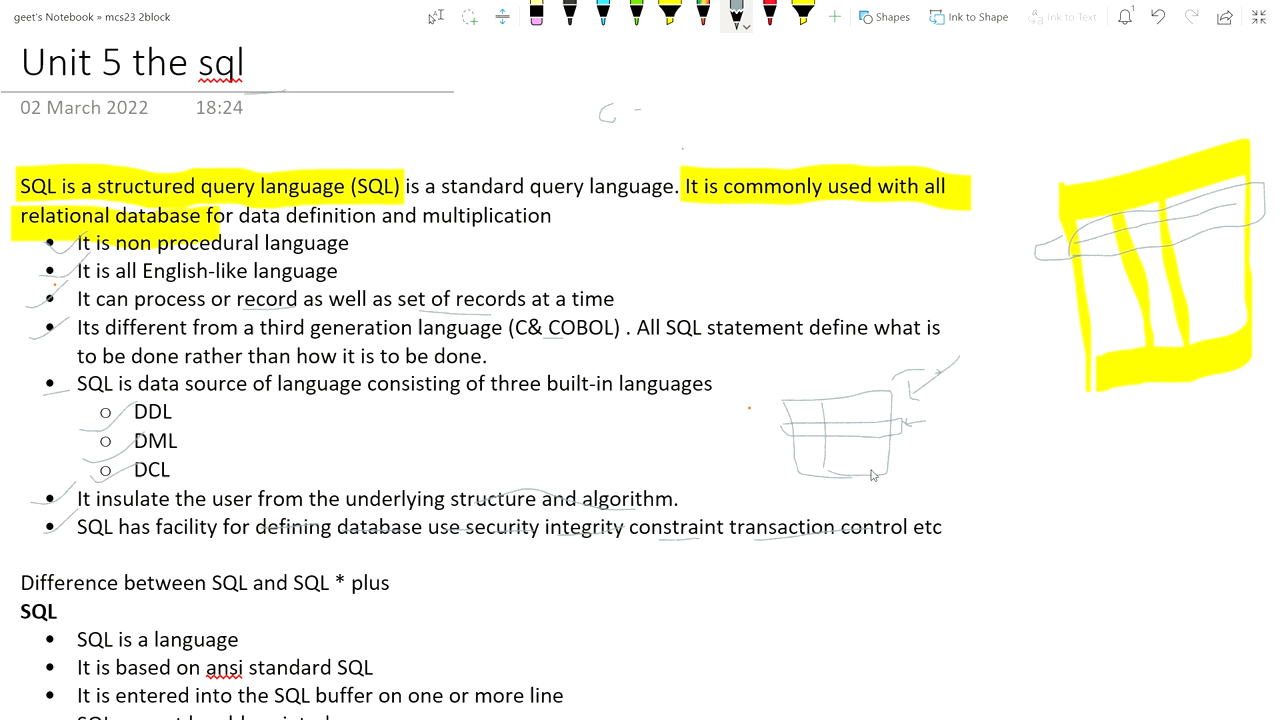 geet's Notebook » mcs23 2block
Shapes Ink to Shape Ink to Text 1
Unit 5 the sql
02 March 2022 18:24
C -
SQL is a structured query language (SQL) is a standard query language. It is commonly used with all
relational database for data definition and multiplication
• It is non procedural language
• It is all English-like language
• It can process or record as well as set of records at a time
• Its different from a third generation language (C& COBOL) . All SQL statement define what is
to be done rather than how it is to be done.
• SQL is data source of language consisting of three built-in languages
o DDL
o DML
o DCL
• It insulate the user from the underlying structure and algorithm.
• SQL has facility for defining database use security integrity constraint transaction control etc
Difference between SQL and SQL * plus
SQL
• SQL is a language
• It is based on ansi standard SQL
• It is entered into the SQL buffer on one or more line